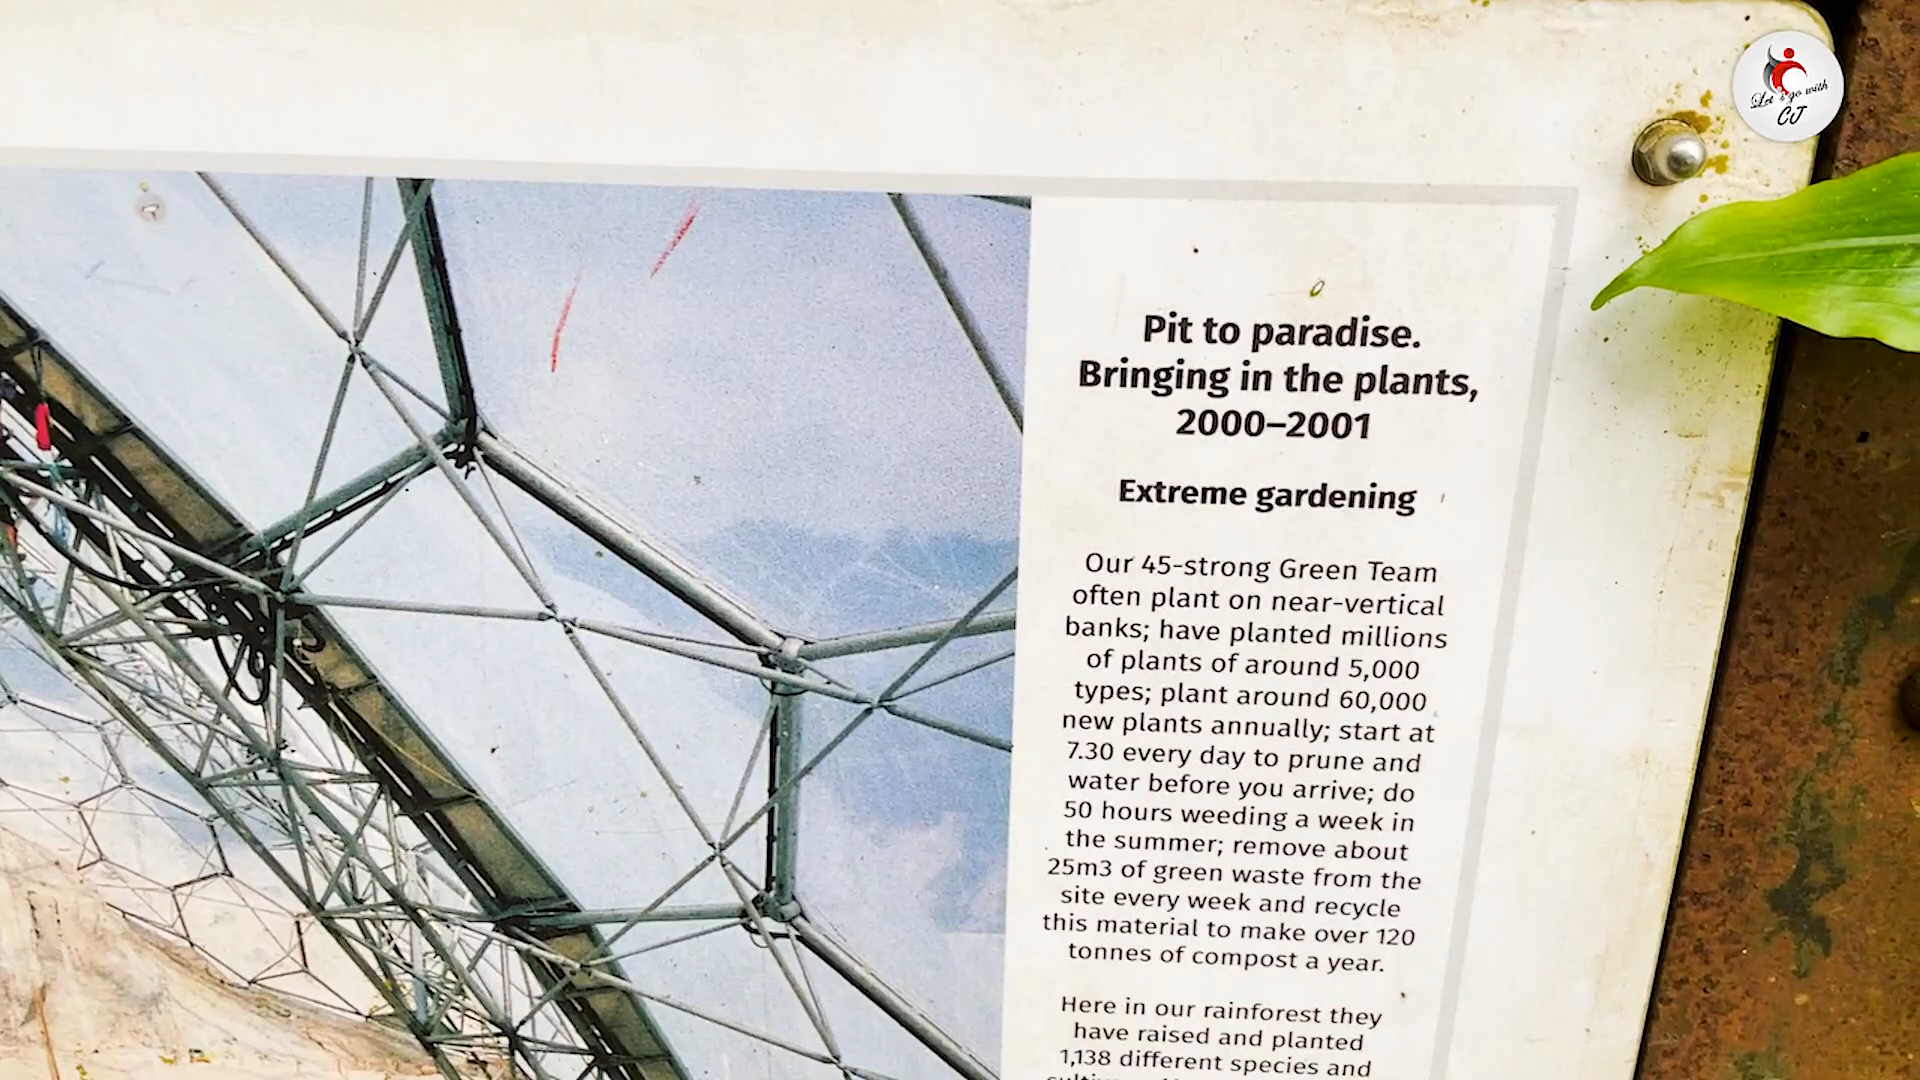 Let's go with
CJ
Pit to paradise.
Bringing in the plants,
2000–2001
Extreme gardening
Our 45-strong Green Team
often plant on near-vertical
banks; have planted millions
of plants of around 5,000
types; plant around 60,000
new plants annually; start at
7.30 every day to prune and
water before you arrive; do
50 hours weeding a week in
the summer; remove about
25m3 of green waste from the
site every week and recycle
this material to make over 120
tonnes of compost a year.
Here in our rainforest they
have raised and planted
1,138 different species and